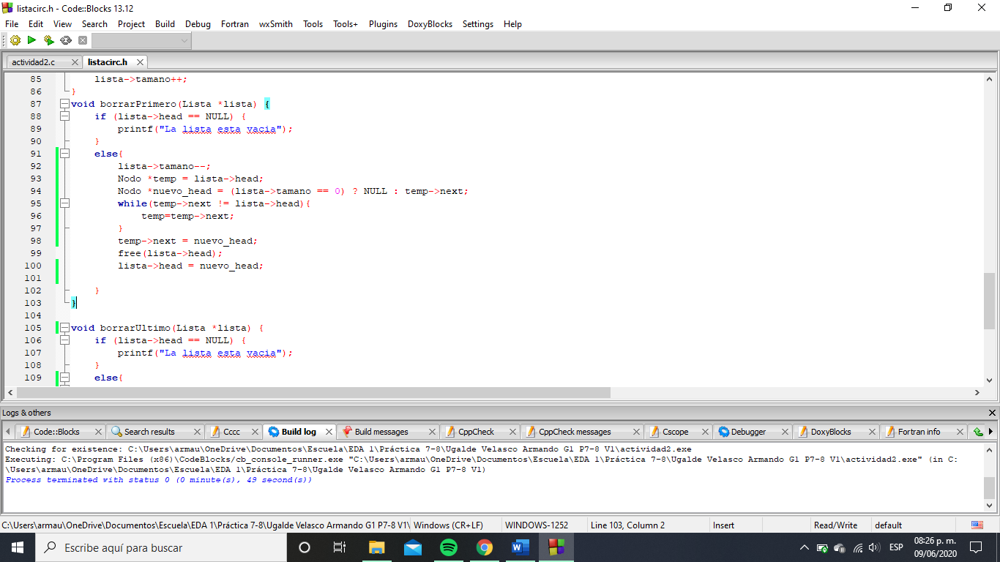 listacirc.h - Code::Blocks 13.12
File Edit View Search Project Build Debug Fortran wxSmith Tools Tools+ Plugins DoxyBlocks Settings Help
actividad2.c listacirc.h
85 lista->tamano++;
86 }
87 void borrarPrimero(Lista *lista) {
88 if (lista->head == NULL) {
89 printf("La lista esta vacia");
90 }
91 else{
92 lista->tamano--;
93 Nodo *temp = lista->head;
94 Nodo *nuevo_head = (lista->tamano == 0) ? NULL : temp->next;
95 while(temp->next != lista->head){
96 temp=temp->next;
97 }
98 temp->next = nuevo_head;
99 free(lista->head);
100 lista->head = nuevo_head;
101
102 }
103 }
104
105 void borrarUltimo(Lista *lista) {
106 if (lista->head == NULL) {
107 printf("La lista esta vacia");
108 }
109 else{
Logs & others
Code::Blocks Search results Cccc Build log Build messages CppCheck CppCheck messages Cscope Debugger DoxyBlocks Fortran info
Checking for existence: C:\Users\armau\OneDrive\Documentos\Escuela\EDA 1\Práctica 7-8\Ugalde Velasco Armando G1 P7-8 V1\actividad2.exe
Executing: C:\Program Files (x86)\CodeBlocks/cb_console_runner.exe "C:\Users\armau\OneDrive\Documentos\Escuela\EDA 1\Práctica 7-8\Ugalde Velasco Armando G1 P7-8 V1\actividad2.exe" (in C:
\Users\armau\OneDrive\Documentos\Escuela\EDA 1\Práctica 7-8\Ugalde Velasco Armando G1 P7-8 V1)
Process terminated with status 0 (0 minute(s), 49 second(s))
C:\Users\armau\OneDrive\Documentos\Escuela\EDA 1\Práctica 7-8\Ugalde Velasco Armando G1 P7-8 V1\ Windows (CR+LF) WINDOWS-1252 Line 103, Column 2 Insert Read/Write default
Escribe aquí para buscar
ESP
08:26 p. m.
09/06/2020